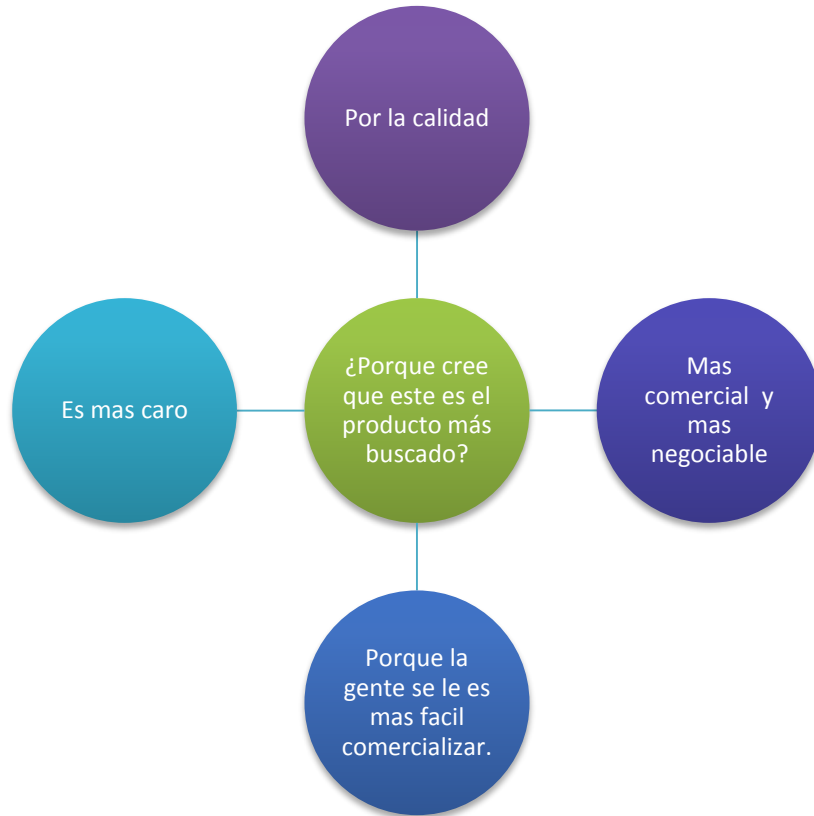 Por la calidad
Es mas caro
¿Porque cree
que este es el
producto más
buscado?
Mas
comercial y
mas
negociable
Porque la
gente se le es
mas facil
comercializar.